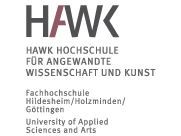 HAWK
HAWK HOCHSCHULE
FÜR ANGEWANDTE
WISSENSCHAFT UND KUNST
Fachhochschule
Hildesheim/Holzminden/
Göttingen
University of Applied
Sciences and Arts